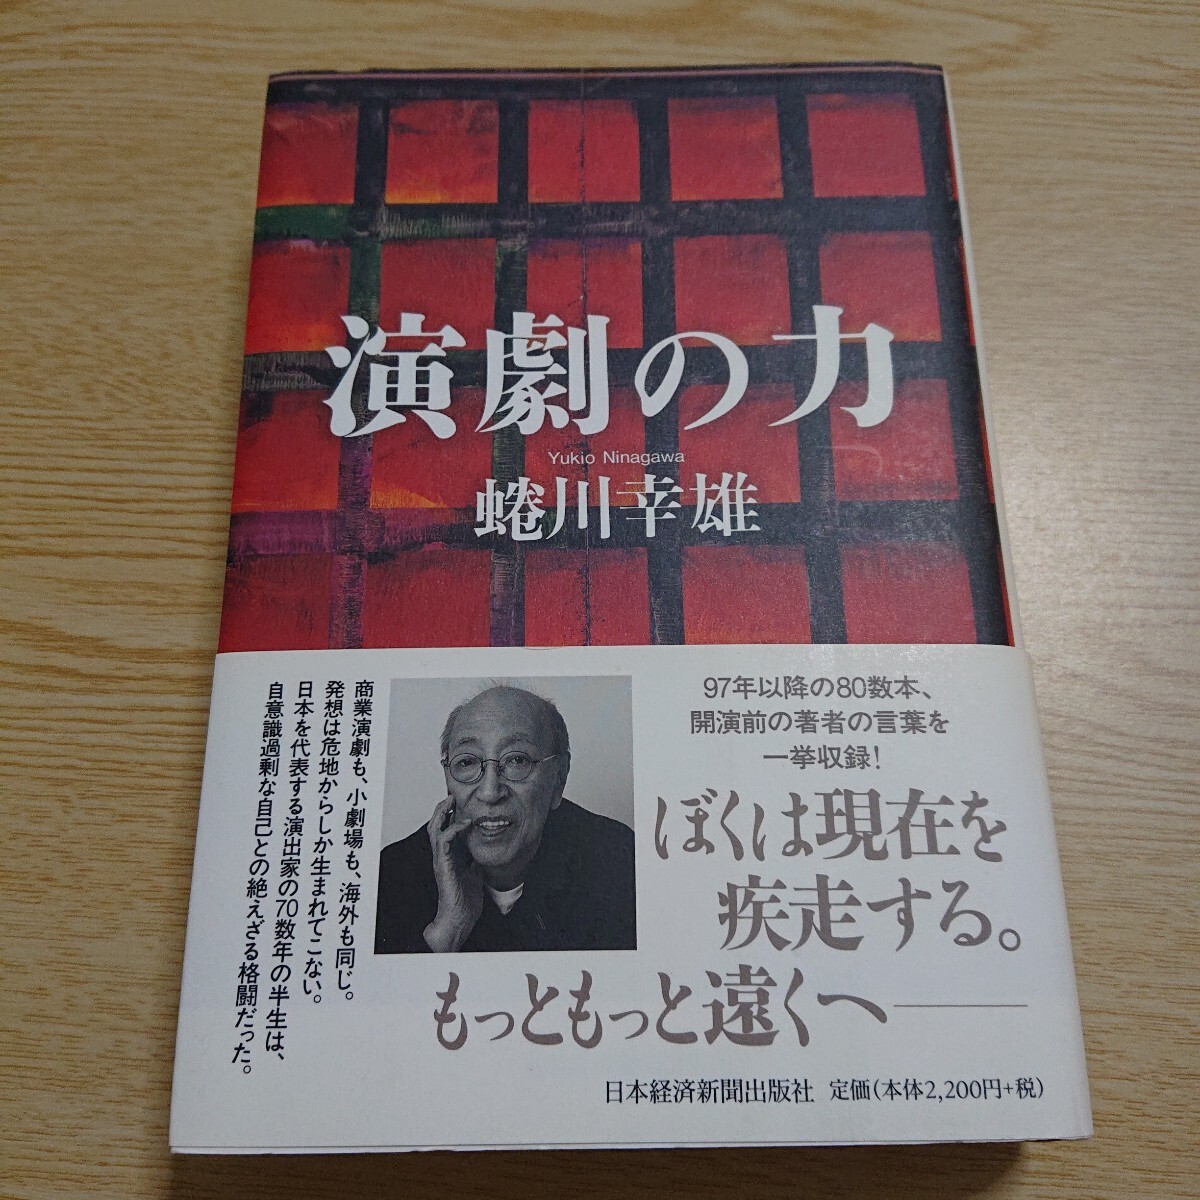 演劇の力
Yukio Ninagawa
蜷川幸雄
97年以降の80数本、
開演前の著者の言葉を
一挙収録!
ぼくは現在を
疾走する。
もっともっと遠くへ――
商業演劇も、小劇場も、海外も同じ。
発想は危地からしか生まれてこない。
日本を代表する演出家の70数年の半生は、
自意識過剰な自己との絶えざる格闘だった。
日本経済新聞出版社 定価(本体2,200円+税)